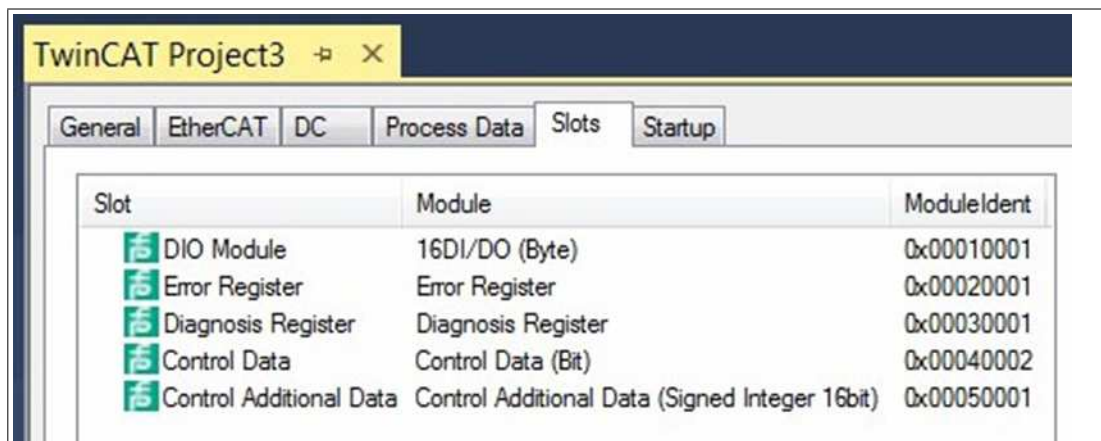 TwinCAT Project3
General EtherCAT DC Process Data Slots Startup
Slot Module ModuleIdent
DIO Module 16DI/DO (Byte) 0x00010001
Error Register Error Register 0x00020001
Diagnosis Register Diagnosis Register 0x00030001
Control Data Control Data (Bit) 0x00040002
Control Additional Data Control Additional Data (Signed Integer 16bit) 0x00050001